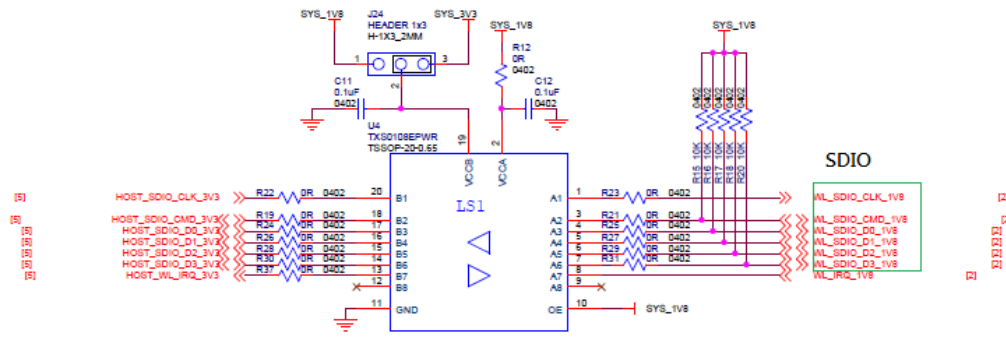 SYS_1V8
J24
HEADER 1x3
H-1X3_2MM
SYS_3V3
1
3
2
SYS_1V8
R12
0R
0402
SYS_1V8
C11
0.1uF
0402
C12
0.1uF
0402
U4
TXS0108EPWR
TSSOP-20-0.65
19
2
VCCB
VCCA
LS1
0402
0402
0402
0402
0402
R15 10K
R16 10K
R17 10K
R18 10K
R20 10K
SDIO
[5] HOST_SDIO_CLK_3V3 R22 0R 0402 20 B1 A1 1 R23 0R 0402 WL_SDIO_CLK_1V8
[5] HOST_SDIO_CMD_3V3 R19 0R 0402 18 B2 A2 3 R21 0R 0402 WL_SDIO_CMD_1V8
[5] HOST_SDIO_D0_3V3 R24 0R 0402 17 B3 A3 4 R25 0R 0402 WL_SDIO_D0_1V8 [2]
[5] HOST_SDIO_D1_3V3 R26 0R 0402 16 B4 A4 5 R27 0R 0402 WL_SDIO_D1_1V8 [2]
[5] HOST_SDIO_D2_3V3 R28 0R 0402 15 B5 A5 6 R29 0R 0402 WL_SDIO_D2_1V8 [2]
[5] HOST_SDIO_D3_3V3 R30 0R 0402 14 B6 A6 7 R31 0R 0402 WL_SDIO_D3_1V8 [2]
[5] HOST_WL_IRQ_3V3 R37 0R 0402 13 B7 A7 8 WL_IRQ_1V8 [2]
12 B8 A8 9
11 GND OE 10 SYS_1V8